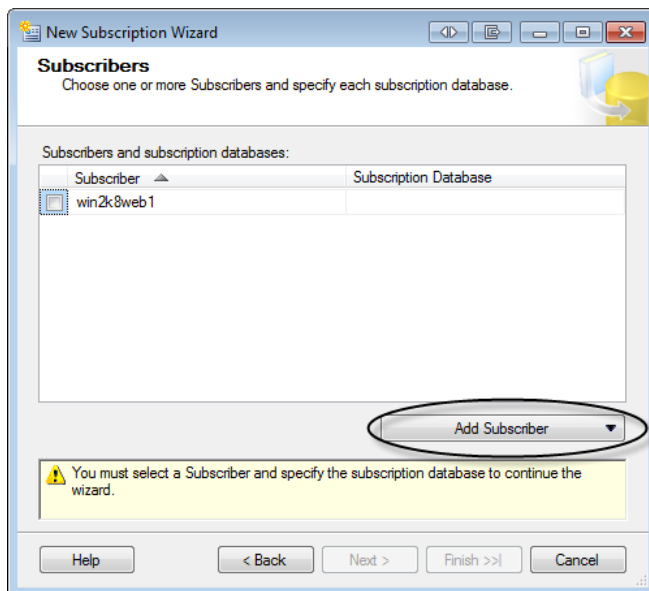 New Subscription Wizard
Subscribers
Choose one or more Subscribers and specify each subscription database.
Subscribers and subscription databases:
Subscriber Subscription Database
win2k8web1
Add Subscriber
You must select a Subscriber and specify the subscription database to continue the
wizard.
Help < Back Next > Finish >>| Cancel